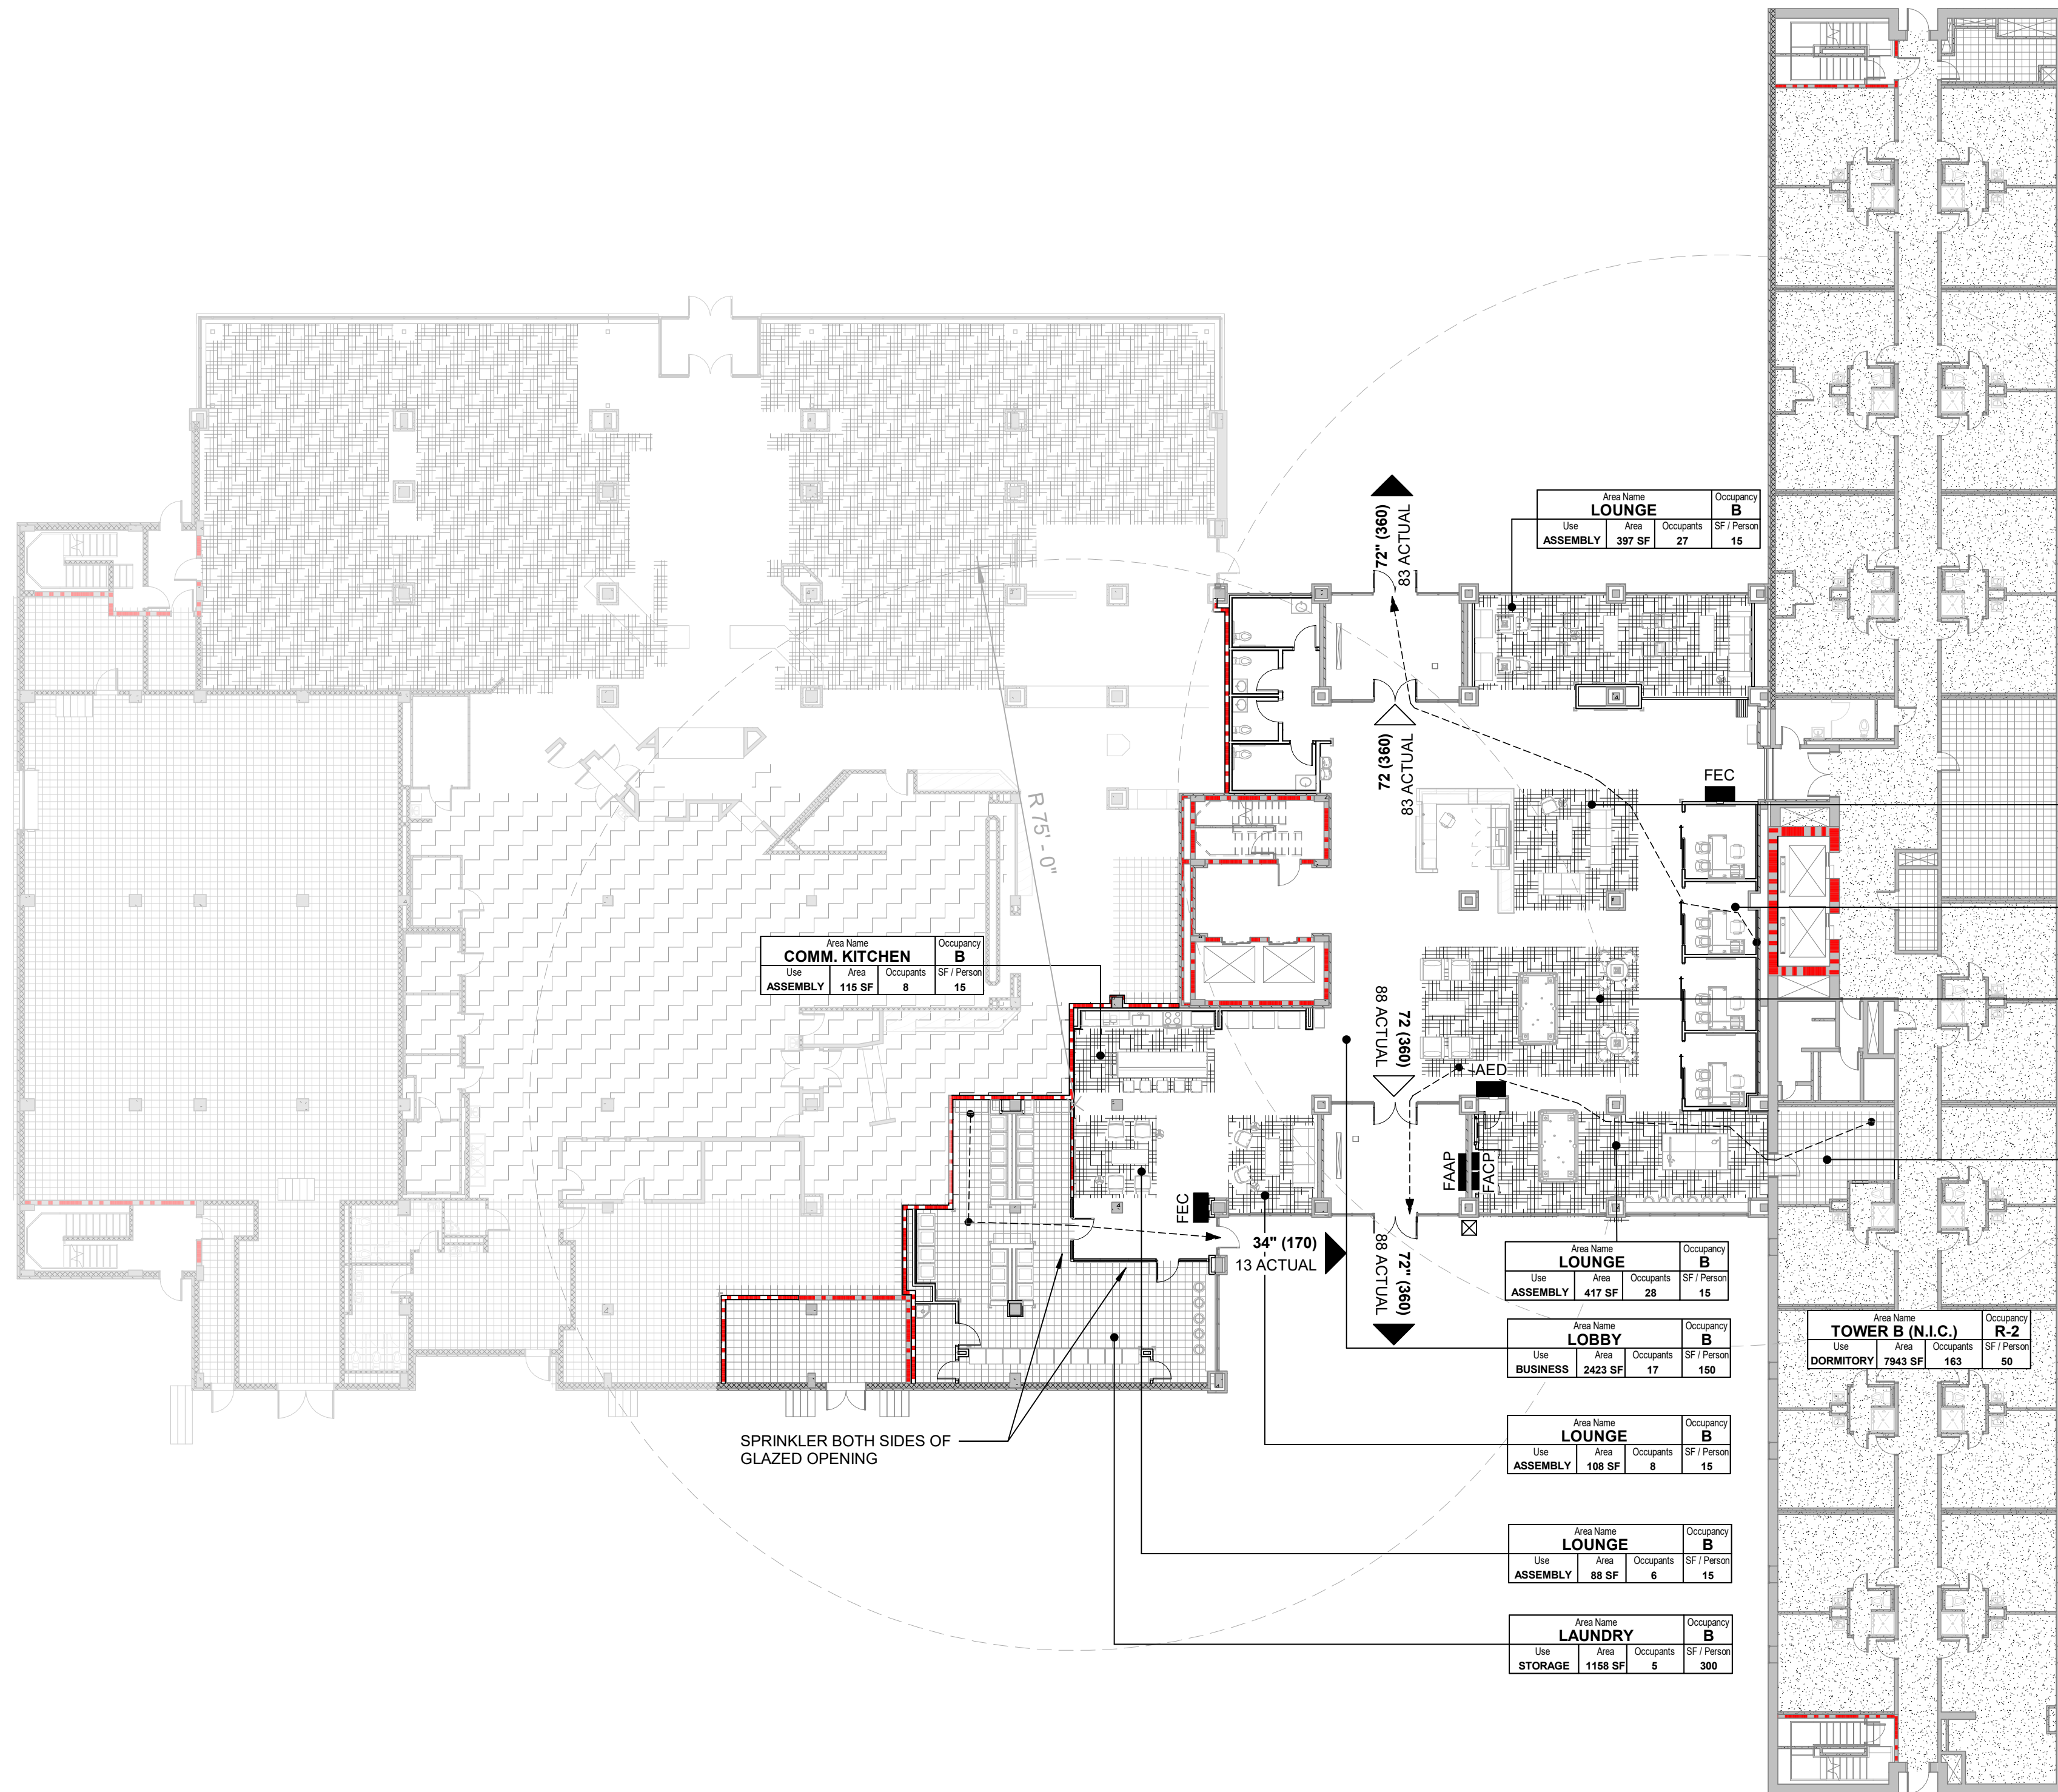 72" (360)
83 ACTUAL
Area Name Occupancy
LOUNGE B
Use Area Occupants SF / Person
ASSEMBLY 397 SF 27 15
72 (360)
83 ACTUAL
FEC
R 75' - 0"
Area Name Occupancy
COMM. KITCHEN B
Use Area Occupants SF / Person
ASSEMBLY 115 SF 8 15
72 (360)
88 ACTUAL
AED
FAAP
FACP
FEC
34" (170)
13 ACTUAL
72" (360)
88 ACTUAL
Area Name Occupancy
LOUNGE B
Use Area Occupants SF / Person
ASSEMBLY 417 SF 28 15
Area Name Occupancy
LOBBY B
Use Area Occupants SF / Person
BUSINESS 2423 SF 17 150
Area Name Occupancy
TOWER B (N.I.C.) R-2
Use Area Occupants SF / Person
DORMITORY 7943 SF 163 50
SPRINKLER BOTH SIDES OF
GLAZED OPENING
Area Name Occupancy
LOUNGE B
Use Area Occupants SF / Person
ASSEMBLY 108 SF 8 15
Area Name Occupancy
LOUNGE B
Use Area Occupants SF / Person
ASSEMBLY 88 SF 6 15
Area Name Occupancy
LAUNDRY B
Use Area Occupants SF / Person
STORAGE 1158 SF 5 300